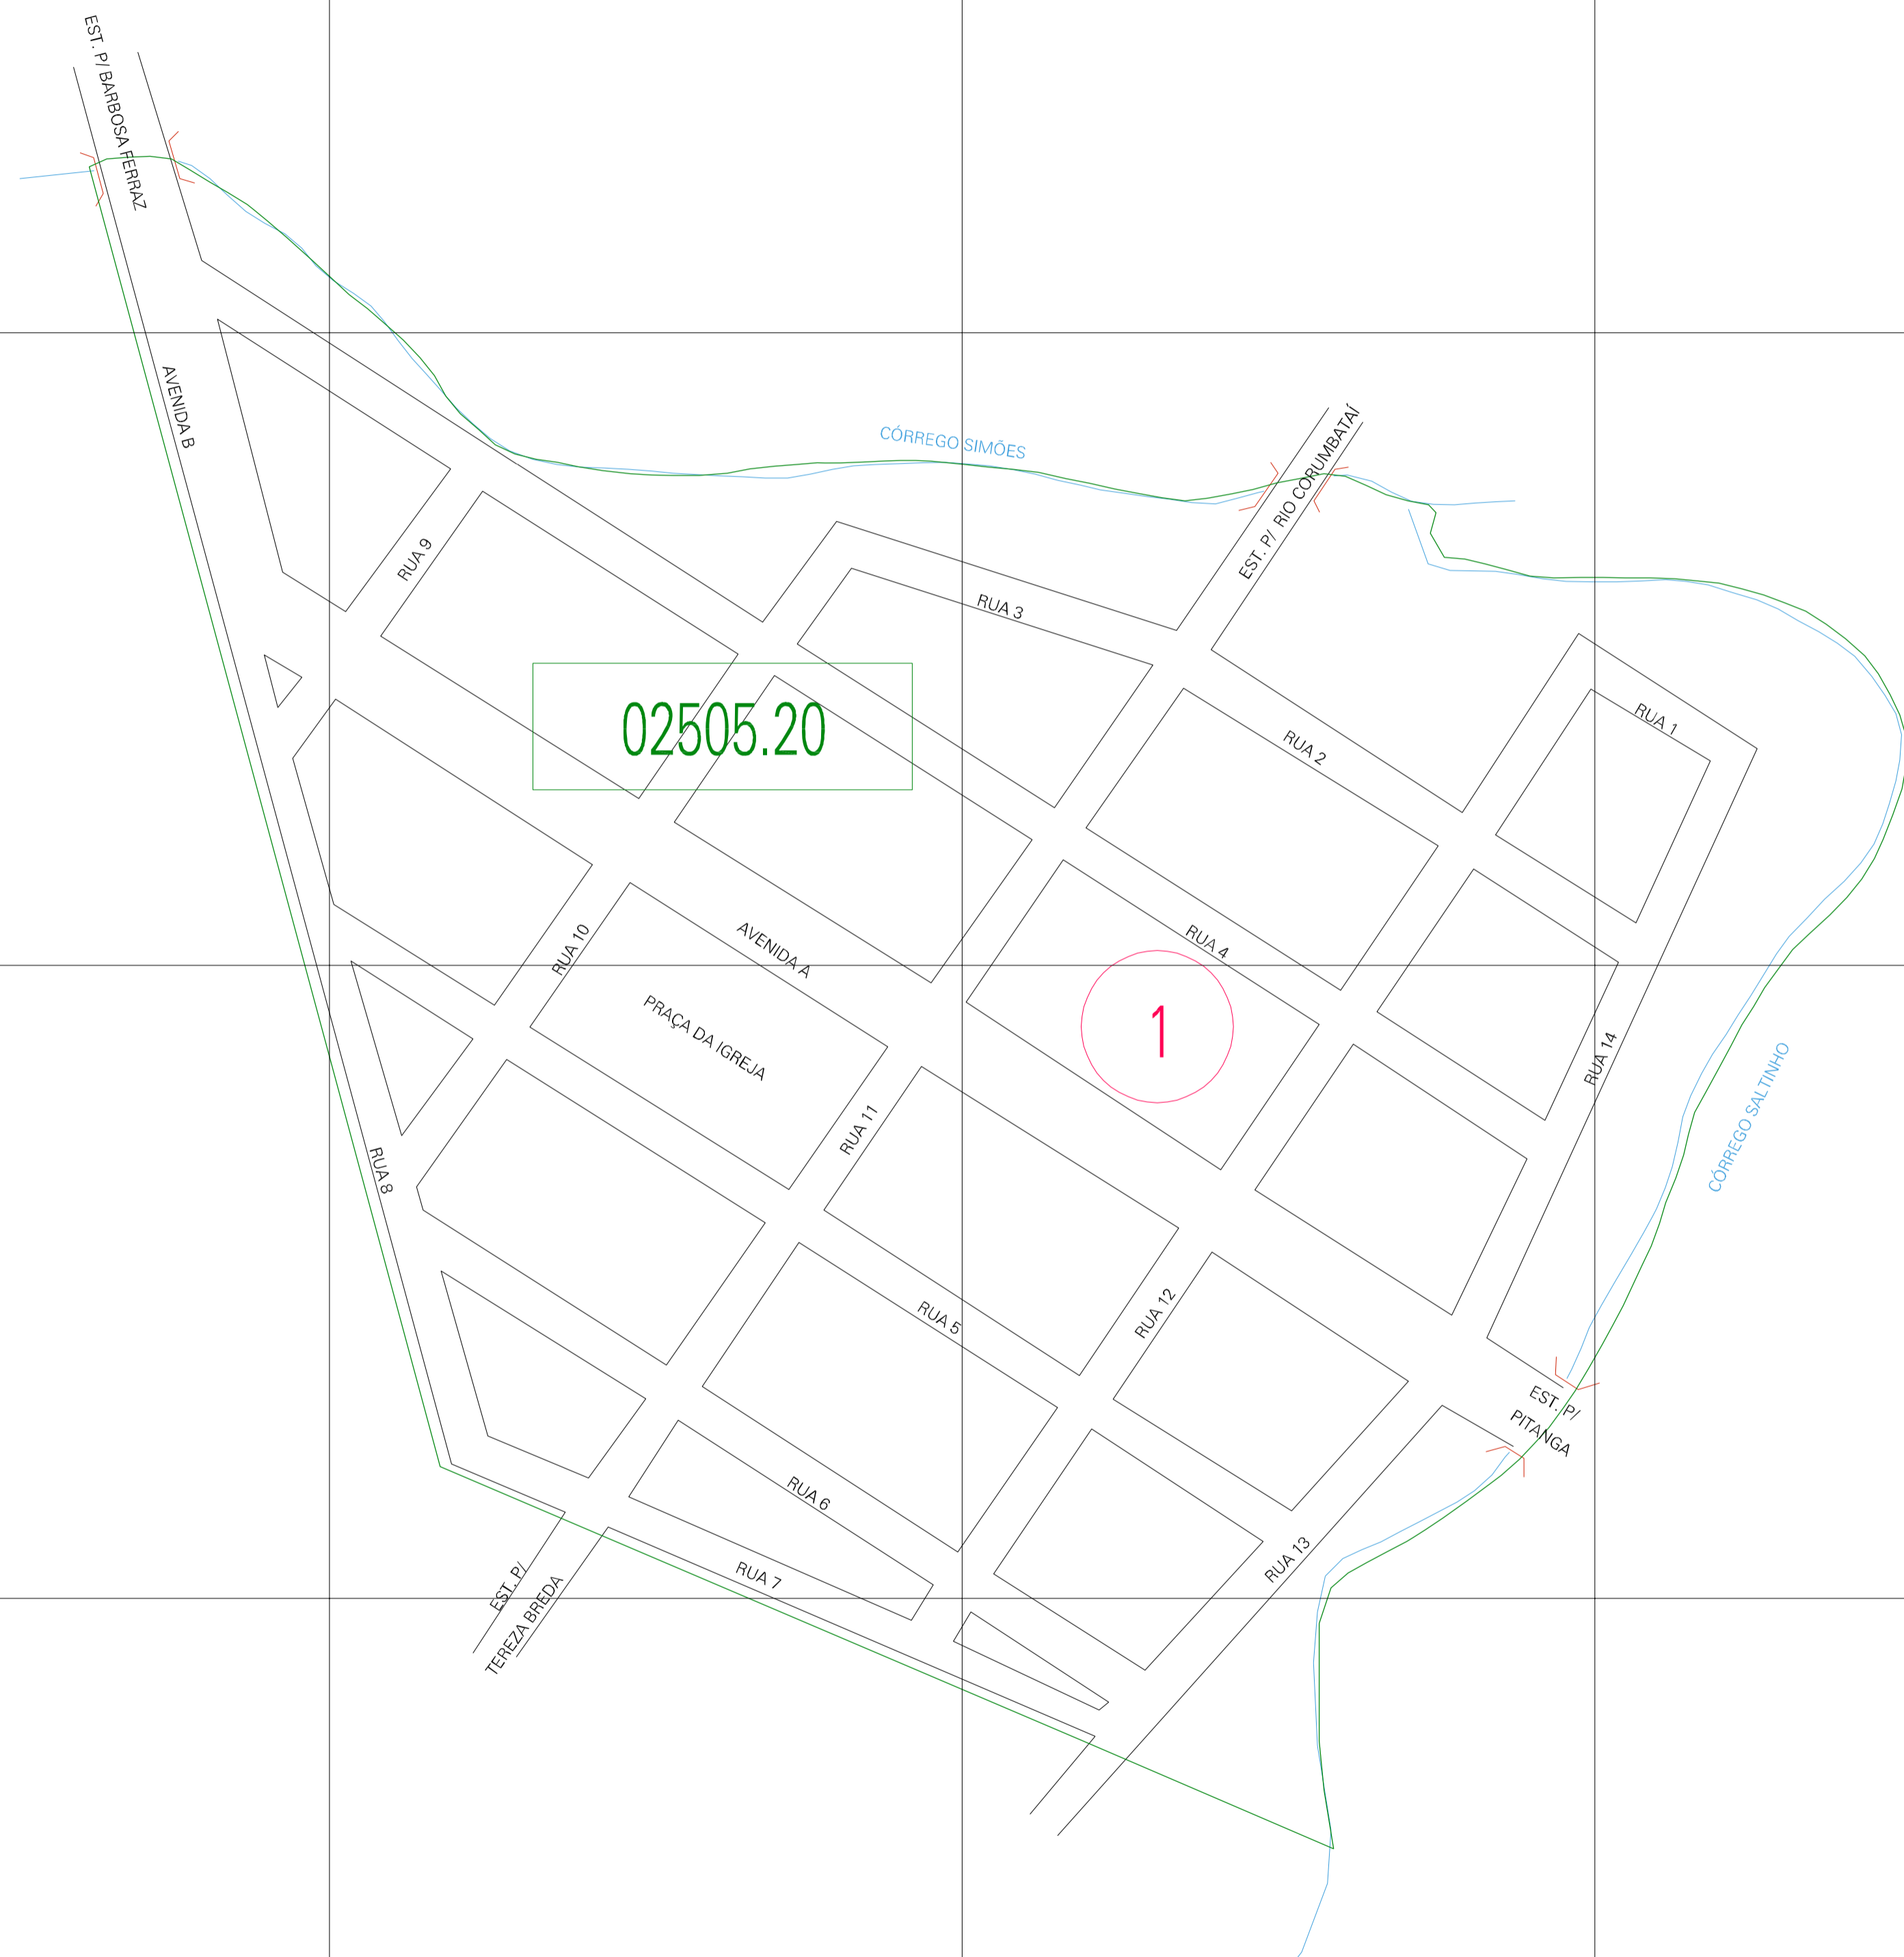 EST. P/ BARBOSA FERRAZ
AVENIDA B
CÓRREGO SIMÕES
EST. P/ RIO CORUMBATAÍ
RUA 9
RUA 3
02505.20
RUA 2
RUA 1
RUA 10
AVENIDA A
RUA 4
PRAÇA DA IGREJA
1
RUA 14
CÓRREGO SALTINHO
RUA 11
RUA 8
RUA 5
RUA 12
EST. P/
PITANGA
RUA 6
RUA 7
RUA 13
EST. P/
TEREZA BREDA